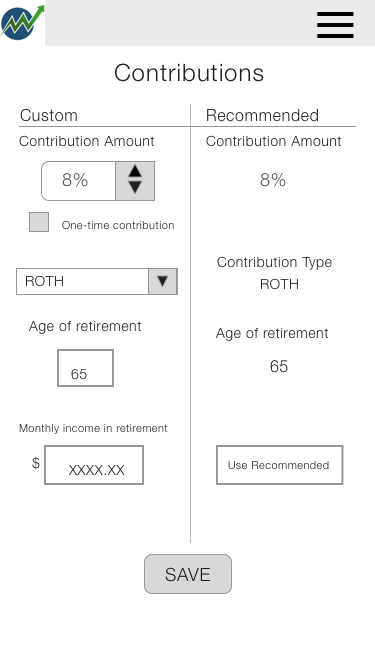 Contributions
Custom
Contribution Amount
8%
One-time contribution
ROTH
Age of retirement
65
Monthly income in retirement
$ XXXX.XX
Recommended
Contribution Amount
8%
Contribution Type
ROTH
Age of retirement
65
Use Recommended
SAVE